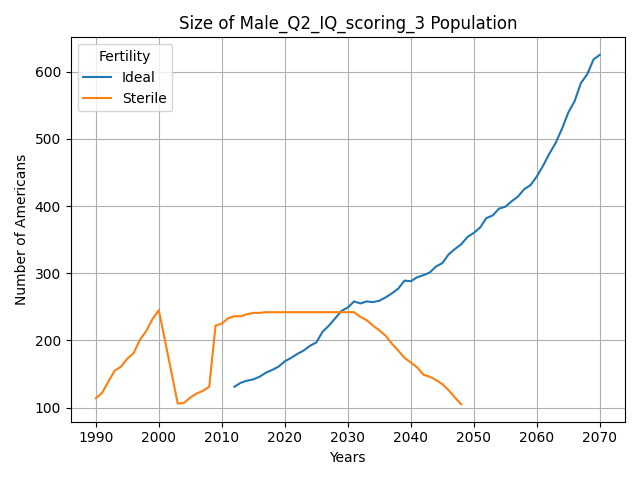 Size of Male_Q2_IQ_scoring_3 Population
Fertility
Ideal
Sterile
Number of Americans
600
500
400
300
200
100
1990 2000 2010 2020 2030 2040 2050 2060 2070
Years